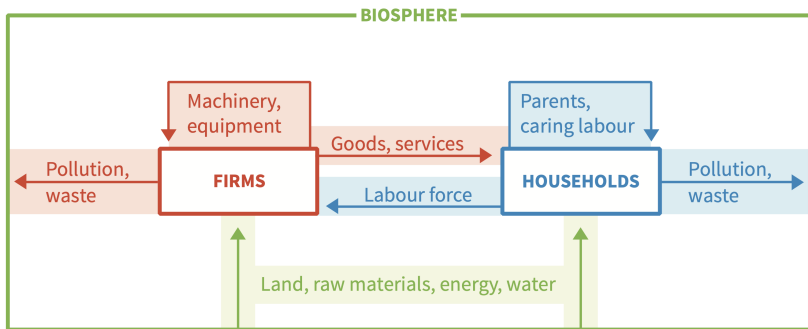 BIOSPHERE
Machinery,
equipment
Parents,
caring labour
Goods, services
Pollution,
waste
FIRMS
HOUSEHOLDS
Pollution,
waste
Labour force
Land, raw materials, energy, water